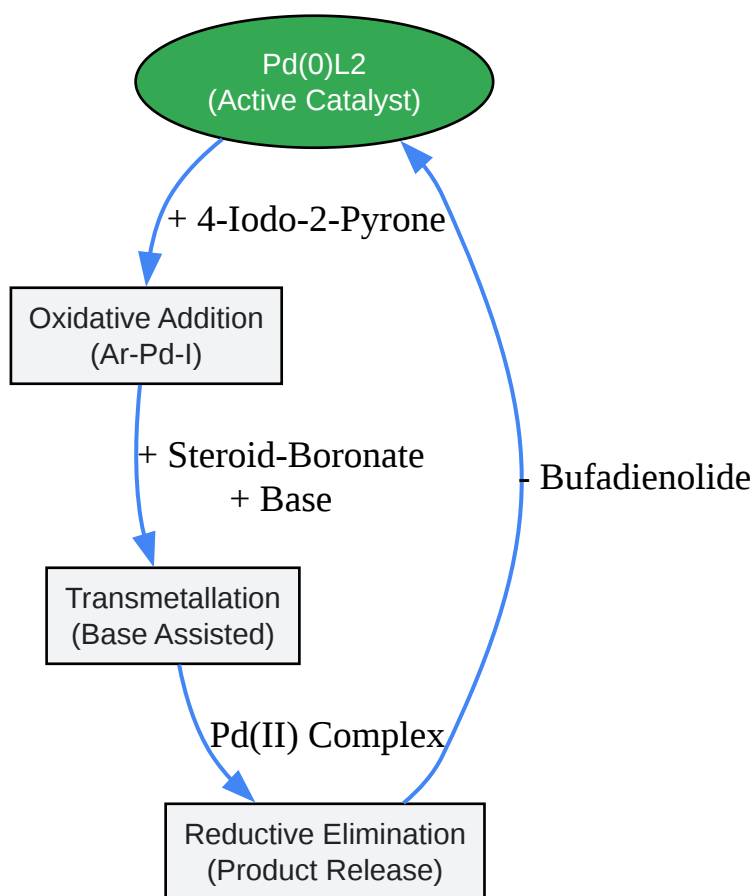 Pd(0)L2
(Active Catalyst)
+ 4-Iodo-2-Pyrone
Oxidative Addition
(Ar-Pd-I)
+ Steroid-Boronate
+ Base
- Bufadienolide
Transmetallation
(Base Assisted)
Pd(II) Complex
Reductive Elimination
(Product Release)